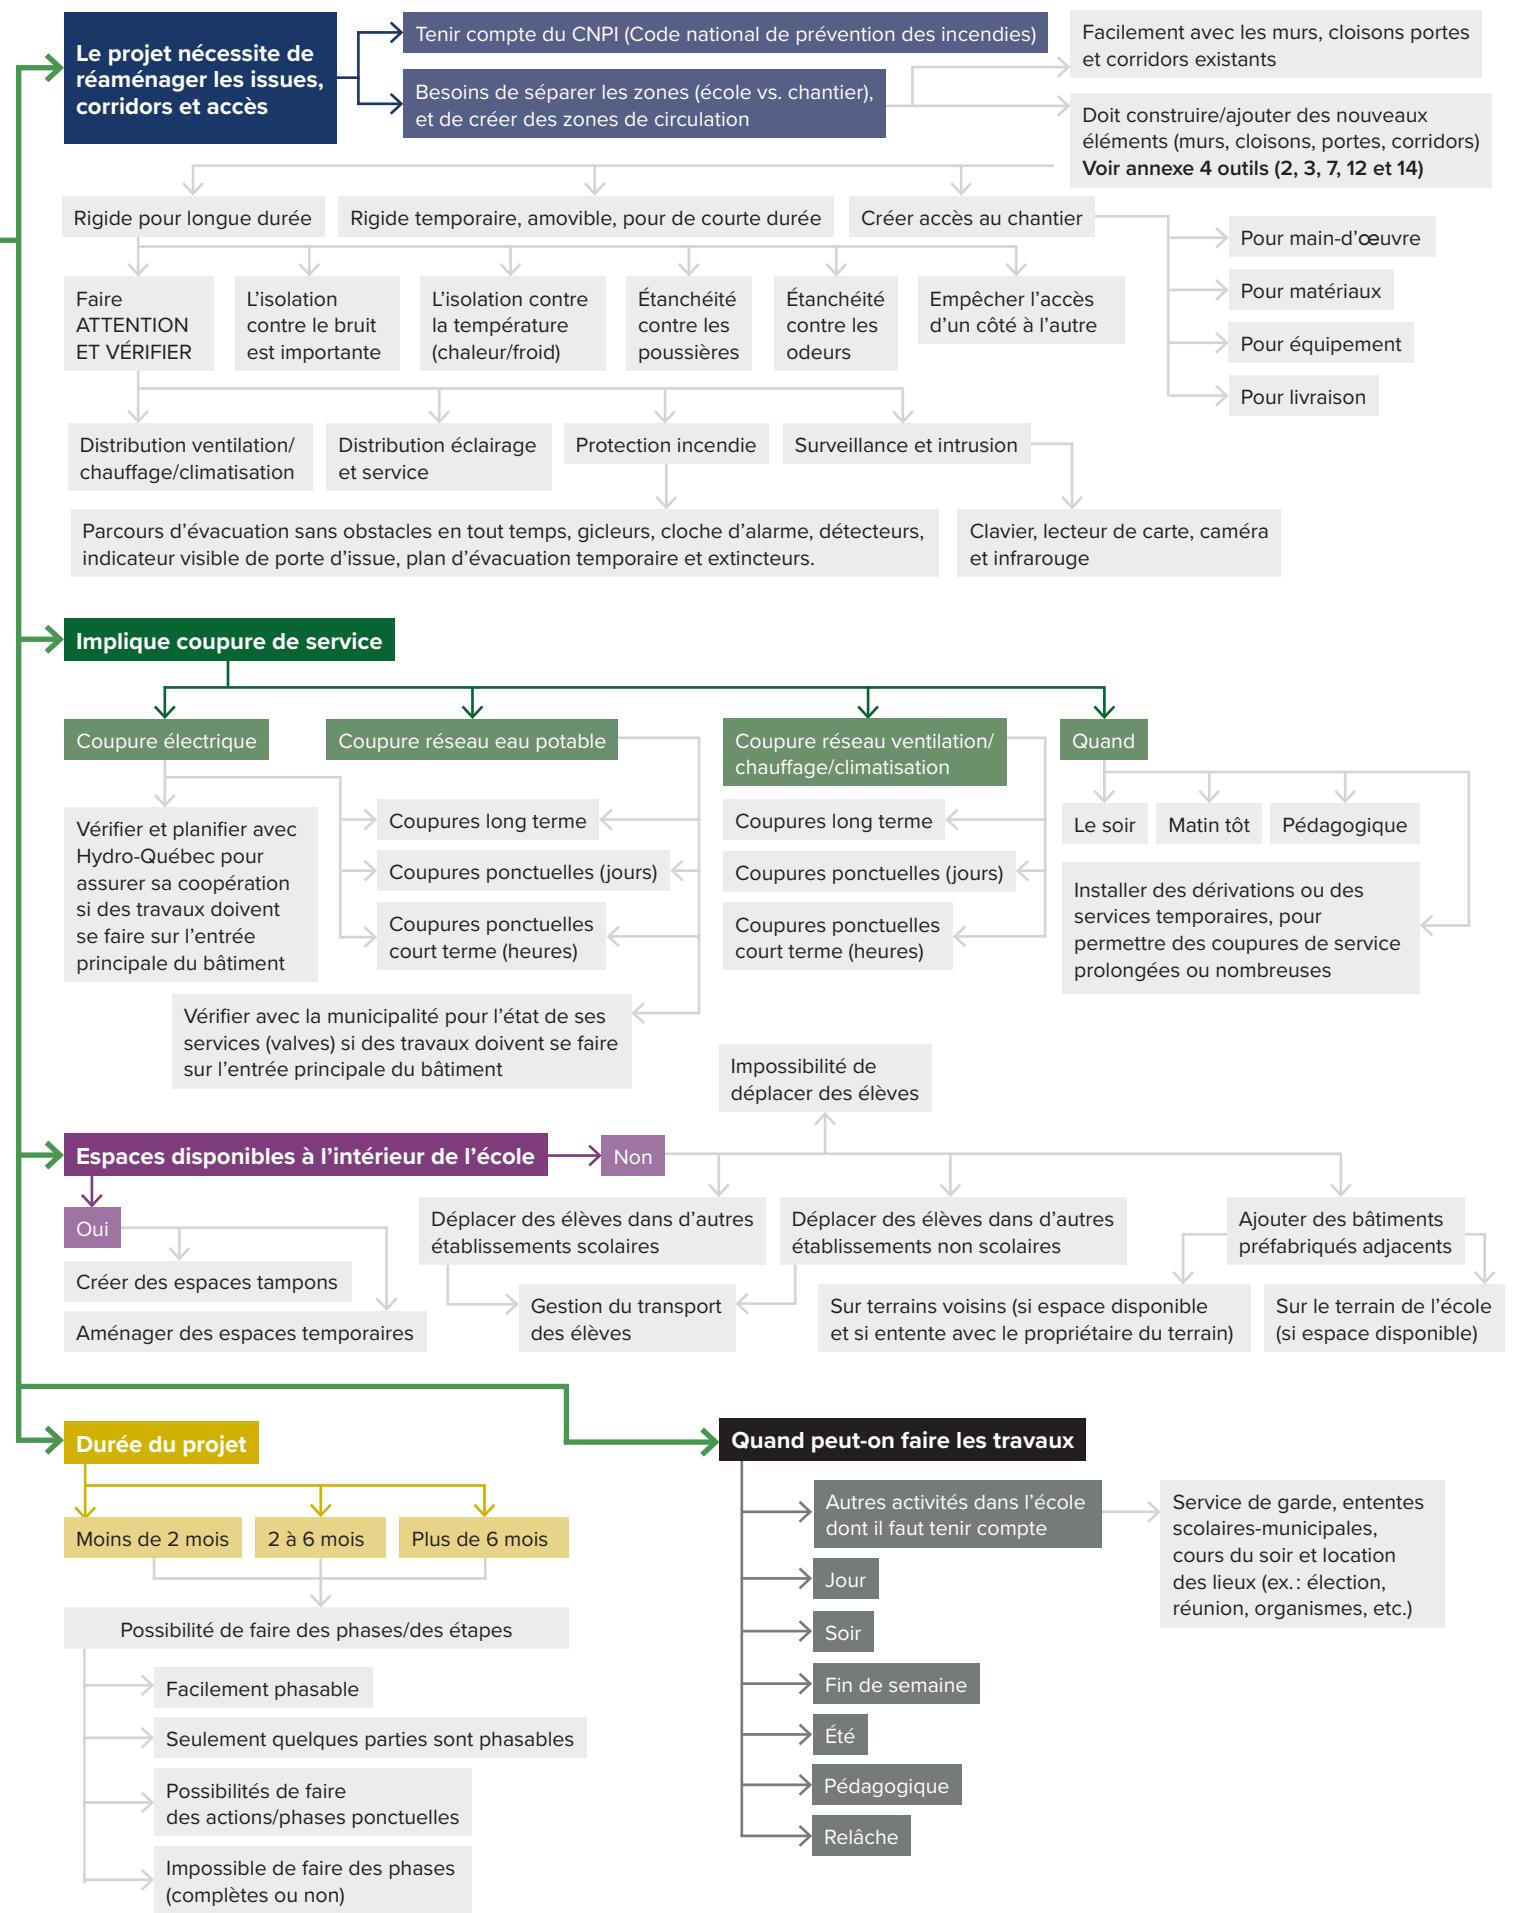 Le projet nécessite de
réaménager les issues,
corridors et accès
Tenir compte du CNPI (Code national de prévention des incendies)
Besoins de séparer les zones (école vs. chantier),
et de créer des zones de circulation
Facilement avec les murs, cloisons portes
et corridors existants
Doit construire/ajouter des nouveaux
éléments (murs, cloisons, portes, corridors)
Voir annexe 4 outils (2, 3, 7, 12 et 14)
Rigide pour longue durée
Rigide temporaire, amovible, pour de courte durée
Créer accès au chantier
Pour main-d'œuvre
Pour matériaux
Pour équipement
Pour livraison
Faire
ATTENTION
ET VÉRIFIER
L'isolation
contre le bruit
est importante
L'isolation contre
la température
(chaleur/froid)
Étanchéité
contre les
poussières
Étanchéité
contre les
odeurs
Empêcher l'accès
d'un côté à l'autre
Distribution ventilation/
chauffage/climatisation
Distribution éclairage
et service
Protection incendie
Surveillance et intrusion
Parcours d'évacuation sans obstacles en tout temps, gicleurs, cloche d'alarme, détecteurs,
indicateur visible de porte d'issue, plan d'évacuation temporaire et extincteurs.
Clavier, lecteur de carte, caméra
et infrarouge
Implique coupure de service
Coupure électrique
Coupure réseau eau potable
Coupure réseau ventilation/
chauffage/climatisation
Quand
Vérifier et planifier avec
Hydro-Québec pour
assurer sa coopération
si des travaux doivent
se faire sur l'entrée
principale du bâtiment
Coupures long terme
Coupures ponctuelles (jours)
Coupures ponctuelles
court terme (heures)
Coupures long terme
Coupures ponctuelles (jours)
Coupures ponctuelles
court terme (heures)
Le soir
Matin tôt
Pédagogique
Installer des dérivations ou des
services temporaires, pour
permettre des coupures de service
prolongées ou nombreuses
Vérifier avec la municipalité pour l'état de ses
services (valves) si des travaux doivent se faire
sur l'entrée principale du bâtiment
Impossibilité de
déplacer des élèves
Espaces disponibles à l'intérieur de l'école
Non
Oui
Créer des espaces tampons
Aménager des espaces temporaires
Déplacer des élèves dans d'autres
établissements scolaires
Déplacer des élèves dans d'autres
établissements non scolaires
Ajouter des bâtiments
préfabriqués adjacents
Gestion du transport
des élèves
Sur terrains voisins (si espace disponible
et si entente avec le propriétaire du terrain)
Sur le terrain de l'école
(si espace disponible)
Durée du projet
Moins de 2 mois
2 à 6 mois
Plus de 6 mois
Possibilité de faire des phases/des étapes
Facilement phasable
Seulement quelques parties sont phasables
Possibilités de faire
des actions/phases ponctuelles
Impossible de faire des phases
(complètes ou non)
Quand peut-on faire les travaux
Autres activités dans l'école
dont il faut tenir compte
Service de garde, ententes
scolaires-municipales,
cours du soir et location
des lieux (ex. : élection,
réunion, organismes, etc.)
Jour
Soir
Fin de semaine
Été
Pédagogique
Relâche